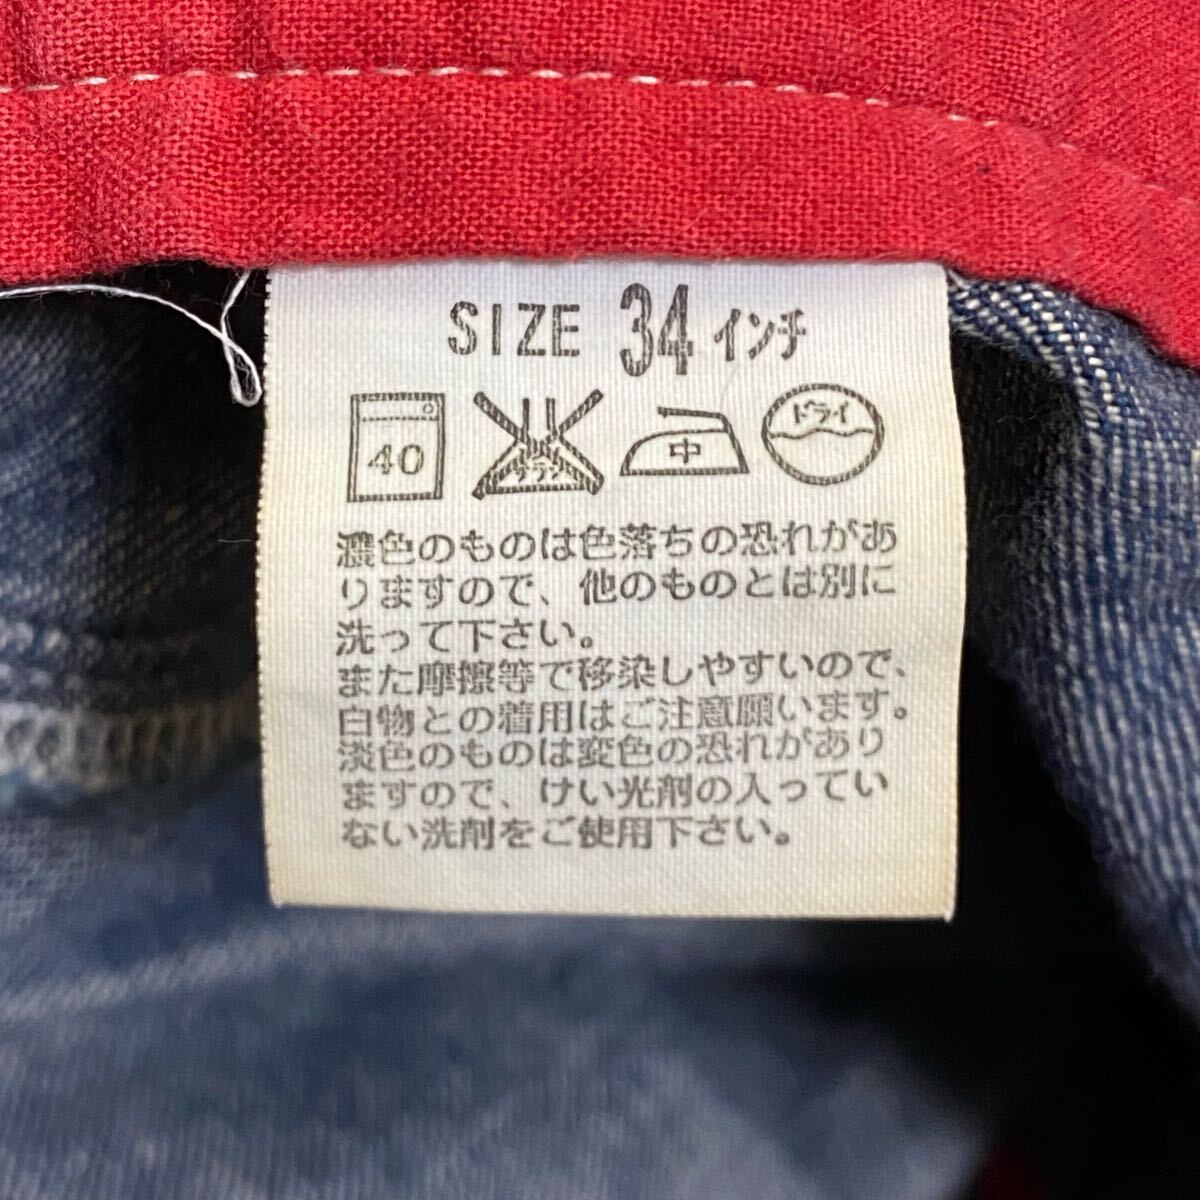 SIZE 34 インチ
40 サラシ 中 ドライ
濃色のものは色落ちの恐れがあ
りますので、他のものとは別に
洗って下さい。
また摩擦等で移染しやすいので、
白物との着用はご注意願います。
淡色のものは変色の恐れがあり
ますので、けい光剤の入ってい
ない洗剤をご使用下さい。